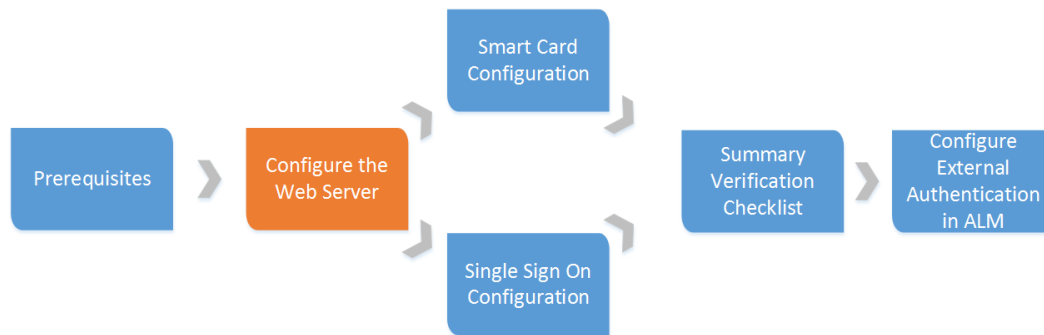 Prerequisites
Configure the
Web Server
Smart Card
Configuration
Single Sign On
Configuration
Summary
Verification
Checklist
Configure
External
Authentication
in ALM